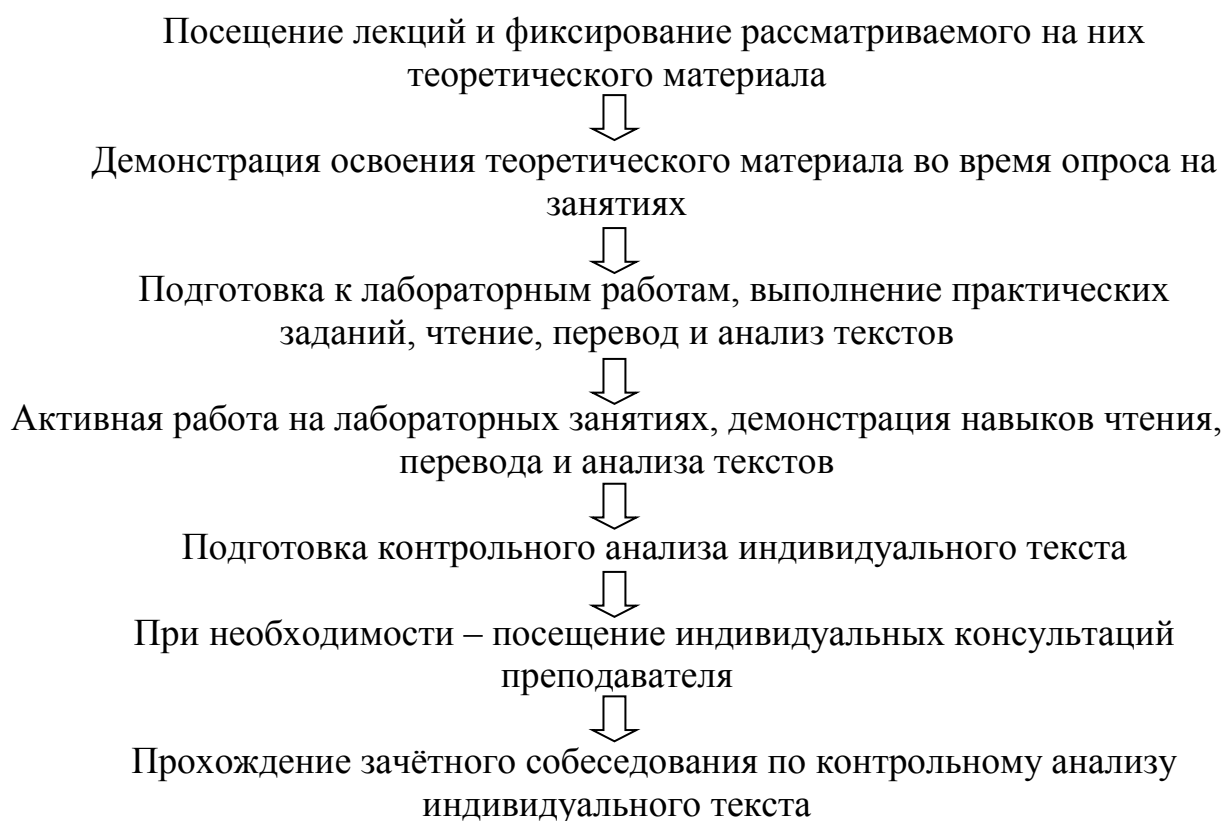 Посещение лекций и фиксирование рассматриваемого на них
теоретического материала
Демонстрация освоения теоретического материала во время опроса на
занятиях
Подготовка к лабораторным работам, выполнение практических
заданий, чтение, перевод и анализ текстов
Активная работа на лабораторных занятиях, демонстрация навыков чтения,
перевода и анализа текстов
Подготовка контрольного анализа индивидуального текста
При необходимости – посещение индивидуальных консультаций
преподавателя
Прохождение зачётного собеседования по контрольному анализу
индивидуального текста